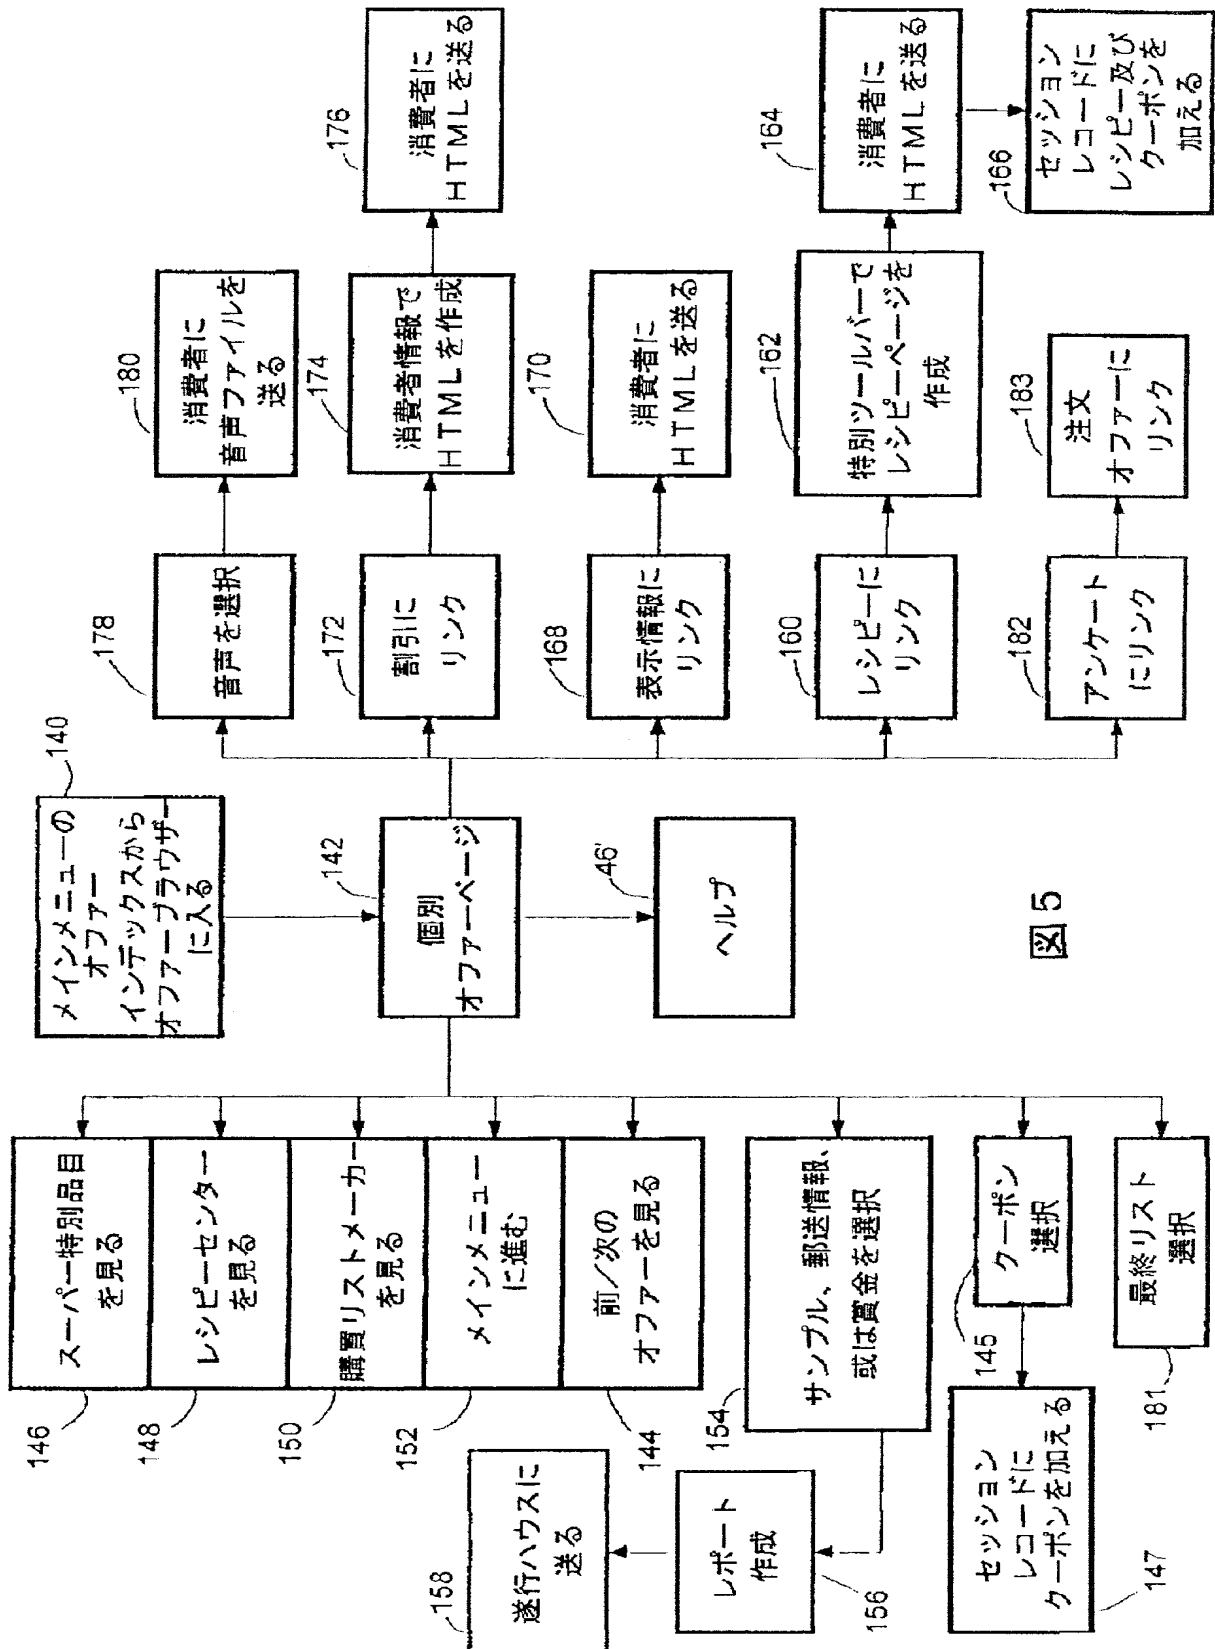 140
メインメニューの
オファー
インデックスから
オファーブラウザー
に入る
142
個別
オファーページ
46'
ヘルプ
146
スーパー特別品目
を見る
148
レシピーセンター
を見る
150
購買リストメーカー
を見る
152
メインメニュー
に進む
144
前/次の
オファーを見る
154
サンプル、郵送情報、
或は賞金を選択
156
レポート
作成
158
遂行ハウスに
送る
145
クーポン
選択
147
セッション
レコードに
クーポンを加える
181
最終リスト
選択
178
音声を選択
180
消費者に
音声ファイルを
送る
172
割引に
リンク
174
消費者情報で
HTMLを作成
176
消費者に
HTMLを送る
168
表示情報に
リンク
170
消費者に
HTMLを送る
160
レシピーに
リンク
162
特別ツールバーで
レシピーページを
作成
164
消費者に
HTMLを送る
166
セッション
レコードに
レシピー及び
クーポンを
加える
182
アンケート
にリンク
183
注文
オファーに
リンク
図5